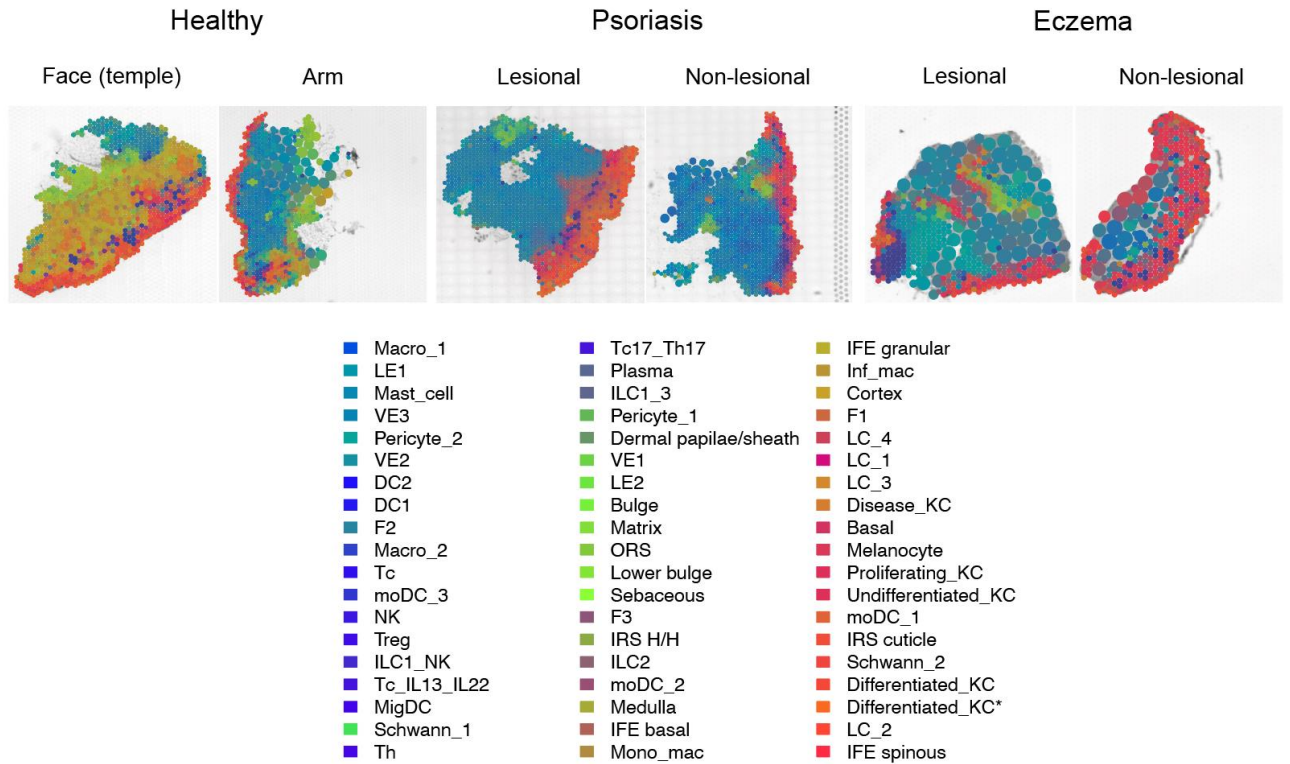 Healthy Psoriasis Eczema
Face (temple) Arm Lesional Non-lesional Lesional Non-lesional
Macro_1
LE1
Mast_cell
VE3
Pericyte_2
VE2
DC2
DC1
F2
Macro_2
Tc
moDC_3
NK
Treg
ILC1_NK
Tc_IL13_IL22
MigDC
Schwann_1
Th
Tc17_Th17
Plasma
ILC1_3
Pericyte_1
Dermal papilae/sheath
VE1
LE2
Bulge
Matrix
ORS
Lower bulge
Sebaceous
F3
IRS H/H
ILC2
moDC_2
Medulla
IFE basal
Mono_mac
IFE granular
Inf_mac
Cortex
F1
LC_4
LC_1
LC_3
Disease_KC
Basal
Melanocyte
Proliferating_KC
Undifferentiated_KC
moDC_1
IRS cuticle
Schwann_2
Differentiated_KC
Differentiated_KC*
LC_2
IFE spinous